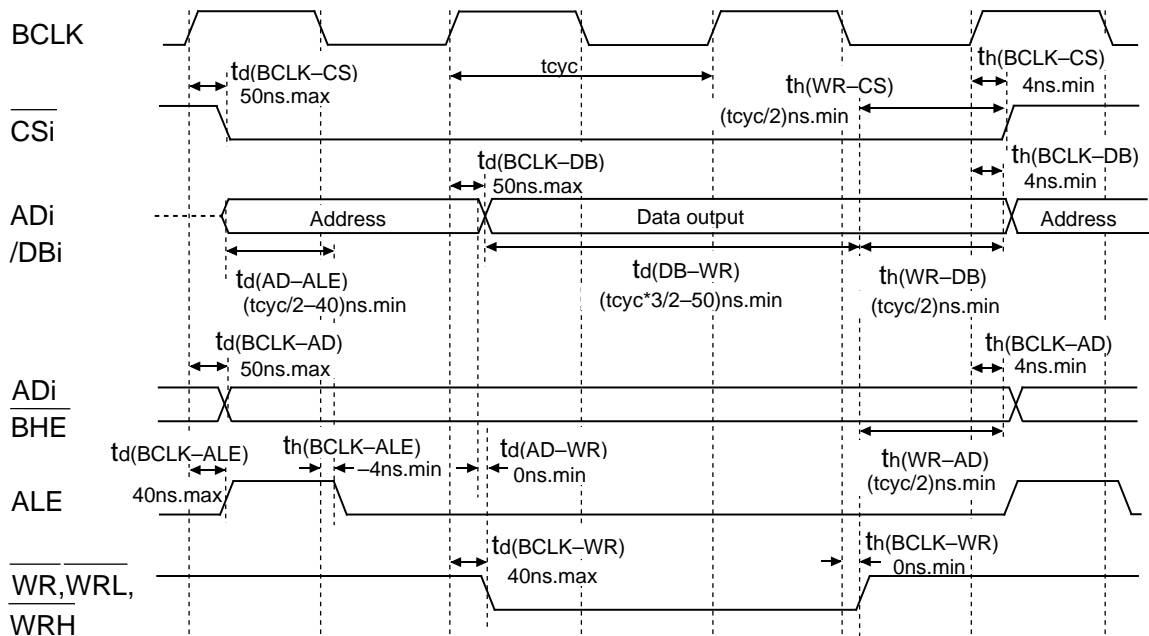 BCLK
td(BCLK–CS)
50ns.max
tcyc
th(WR–CS)
(tcyc/2)ns.min
th(BCLK–CS)
4ns.min
CSi
td(BCLK–DB)
50ns.max
th(BCLK–DB)
4ns.min
ADi
/DBi
Address
Data output
Address
td(AD–ALE)
(tcyc/2–40)ns.min
td(DB–WR)
(tcyc*3/2–50)ns.min
th(WR–DB)
(tcyc/2)ns.min
td(BCLK–AD)
50ns.max
th(BCLK–AD)
4ns.min
ADi
BHE
td(BCLK–ALE)
40ns.max
th(BCLK–ALE)
–4ns.min
td(AD–WR)
0ns.min
th(WR–AD)
(tcyc/2)ns.min
ALE
td(BCLK–WR)
40ns.max
th(BCLK–WR)
0ns.min
WR,WRL,
WRH